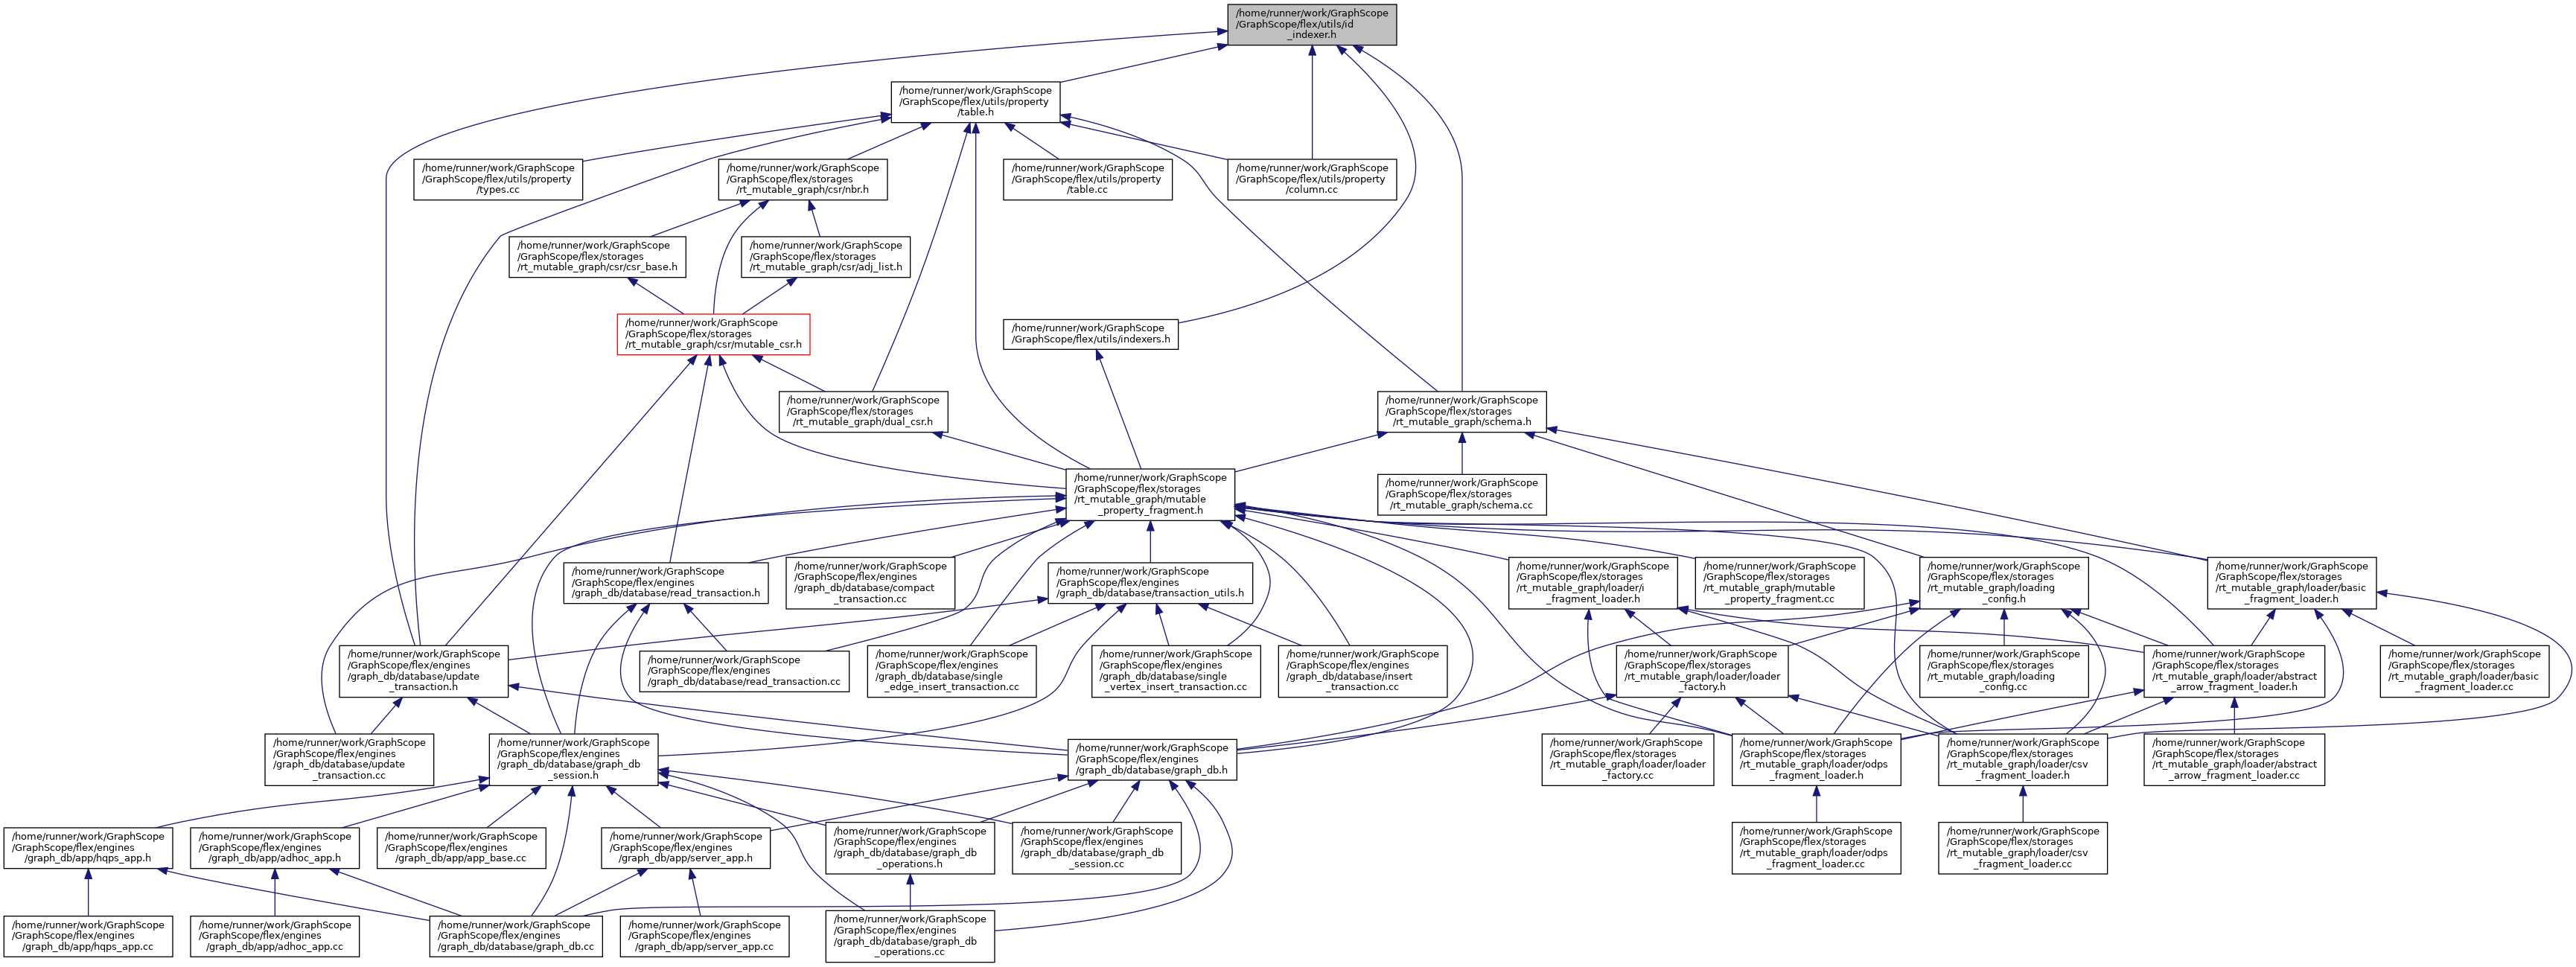 /home/runner/work/GraphScope
/GraphScope/flex/utils/id
_indexer.h
/home/runner/work/GraphScope
/GraphScope/flex/utils/property
/table.h
/home/runner/work/GraphScope
/GraphScope/flex/utils/property
/types.cc
/home/runner/work/GraphScope
/GraphScope/flex/storages
/rt_mutable_graph/csr/nbr.h
/home/runner/work/GraphScope
/GraphScope/flex/utils/property
/table.cc
/home/runner/work/GraphScope
/GraphScope/flex/utils/property
/column.cc
/home/runner/work/GraphScope
/GraphScope/flex/storages
/rt_mutable_graph/csr/csr_base.h
/home/runner/work/GraphScope
/GraphScope/flex/storages
/rt_mutable_graph/csr/adj_list.h
/home/runner/work/GraphScope
/GraphScope/flex/storages
/rt_mutable_graph/csr/mutable_csr.h
/home/runner/work/GraphScope
/GraphScope/flex/utils/indexers.h
/home/runner/work/GraphScope
/GraphScope/flex/storages
/rt_mutable_graph/dual_csr.h
/home/runner/work/GraphScope
/GraphScope/flex/storages
/rt_mutable_graph/schema.h
/home/runner/work/GraphScope
/GraphScope/flex/storages
/rt_mutable_graph/mutable
_property_fragment.h
/home/runner/work/GraphScope
/GraphScope/flex/storages
/rt_mutable_graph/schema.cc
/home/runner/work/GraphScope
/GraphScope/flex/engines
/graph_db/database/read_transaction.h
/home/runner/work/GraphScope
/GraphScope/flex/engines
/graph_db/database/compact
_transaction.cc
/home/runner/work/GraphScope
/GraphScope/flex/engines
/graph_db/database/transaction_utils.h
/home/runner/work/GraphScope
/GraphScope/flex/storages
/rt_mutable_graph/loader/i
_fragment_loader.h
/home/runner/work/GraphScope
/GraphScope/flex/storages
/rt_mutable_graph/mutable
_property_fragment.cc
/home/runner/work/GraphScope
/GraphScope/flex/storages
/rt_mutable_graph/loading
_config.h
/home/runner/work/GraphScope
/GraphScope/flex/storages
/rt_mutable_graph/loader/basic
_fragment_loader.h
/home/runner/work/GraphScope
/GraphScope/flex/engines
/graph_db/database/update
_transaction.h
/home/runner/work/GraphScope
/GraphScope/flex/engines
/graph_db/database/read_transaction.cc
/home/runner/work/GraphScope
/GraphScope/flex/engines
/graph_db/database/single
_edge_insert_transaction.cc
/home/runner/work/GraphScope
/GraphScope/flex/engines
/graph_db/database/single
_vertex_insert_transaction.cc
/home/runner/work/GraphScope
/GraphScope/flex/engines
/graph_db/database/insert
_transaction.cc
/home/runner/work/GraphScope
/GraphScope/flex/storages
/rt_mutable_graph/loader/loader
_factory.h
/home/runner/work/GraphScope
/GraphScope/flex/storages
/rt_mutable_graph/loading
_config.cc
/home/runner/work/GraphScope
/GraphScope/flex/storages
/rt_mutable_graph/loader/abstract
_arrow_fragment_loader.h
/home/runner/work/GraphScope
/GraphScope/flex/storages
/rt_mutable_graph/loader/basic
_fragment_loader.cc
/home/runner/work/GraphScope
/GraphScope/flex/engines
/graph_db/database/update
_transaction.cc
/home/runner/work/GraphScope
/GraphScope/flex/engines
/graph_db/database/graph_db
_session.h
/home/runner/work/GraphScope
/GraphScope/flex/engines
/graph_db/database/graph_db.h
/home/runner/work/GraphScope
/GraphScope/flex/storages
/rt_mutable_graph/loader/loader
_factory.cc
/home/runner/work/GraphScope
/GraphScope/flex/storages
/rt_mutable_graph/loader/odps
_fragment_loader.h
/home/runner/work/GraphScope
/GraphScope/flex/storages
/rt_mutable_graph/loader/csv
_fragment_loader.h
/home/runner/work/GraphScope
/GraphScope/flex/storages
/rt_mutable_graph/loader/abstract
_arrow_fragment_loader.cc
/home/runner/work/GraphScope
/GraphScope/flex/engines
/graph_db/app/hqps_app.h
/home/runner/work/GraphScope
/GraphScope/flex/engines
/graph_db/app/adhoc_app.h
/home/runner/work/GraphScope
/GraphScope/flex/engines
/graph_db/app/app_base.cc
/home/runner/work/GraphScope
/GraphScope/flex/engines
/graph_db/app/server_app.h
/home/runner/work/GraphScope
/GraphScope/flex/engines
/graph_db/database/graph_db
_operations.h
/home/runner/work/GraphScope
/GraphScope/flex/engines
/graph_db/database/graph_db
_session.cc
/home/runner/work/GraphScope
/GraphScope/flex/storages
/rt_mutable_graph/loader/odps
_fragment_loader.cc
/home/runner/work/GraphScope
/GraphScope/flex/storages
/rt_mutable_graph/loader/csv
_fragment_loader.cc
/home/runner/work/GraphScope
/GraphScope/flex/engines
/graph_db/app/hqps_app.cc
/home/runner/work/GraphScope
/GraphScope/flex/engines
/graph_db/app/adhoc_app.cc
/home/runner/work/GraphScope
/GraphScope/flex/engines
/graph_db/database/graph_db.cc
/home/runner/work/GraphScope
/GraphScope/flex/engines
/graph_db/app/server_app.cc
/home/runner/work/GraphScope
/GraphScope/flex/engines
/graph_db/database/graph_db
_operations.cc